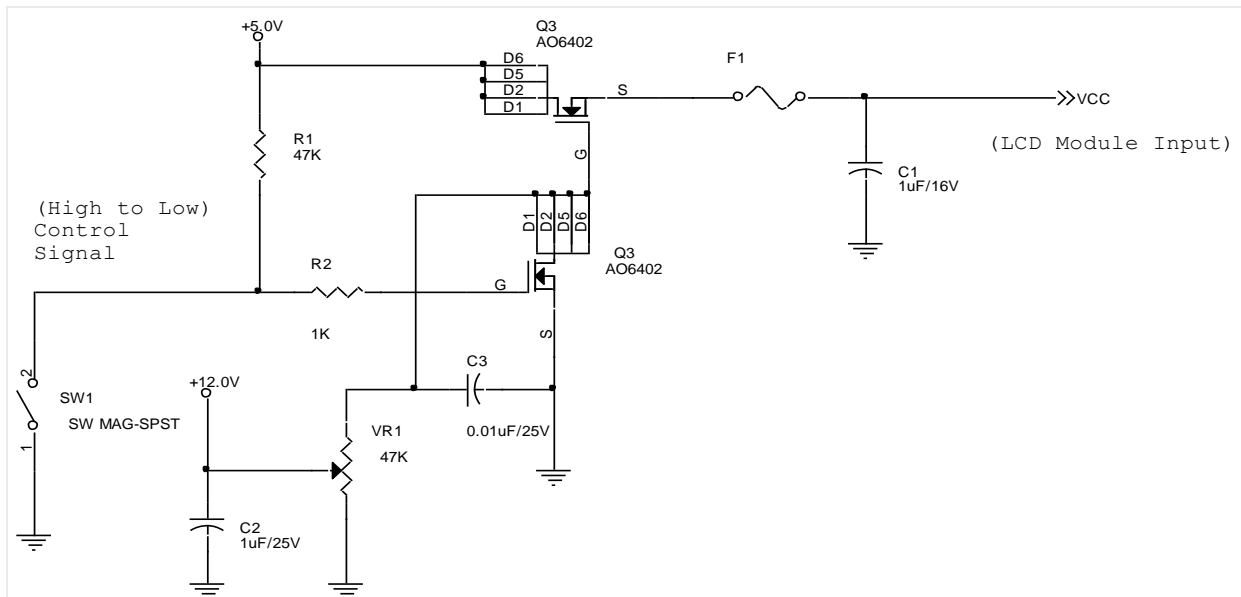 +5.0V
Q3
AO6402
F1
D6
D5
D2
D1
S
VCC
(LCD Module Input)
R1
47K
G
C1
1uF/16V
(High to Low)
Control
Signal
D1
D2
D5
D6
Q3
AO6402
R2
G
1K
S
C3
2
+12.0V
SW1
SW MAG-SPST
0.01uF/25V
1
VR1
47K
C2
1uF/25V